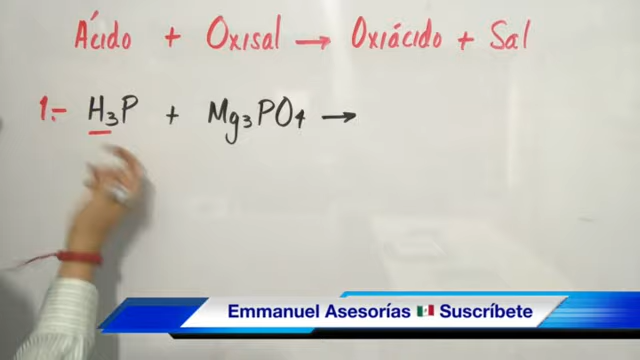 Ácido + Oxisal → Oxiácido + Sal
1.- H₃P + Mg₃PO₄ →
Emmanuel Asesorías 🇲🇽 Suscríbete